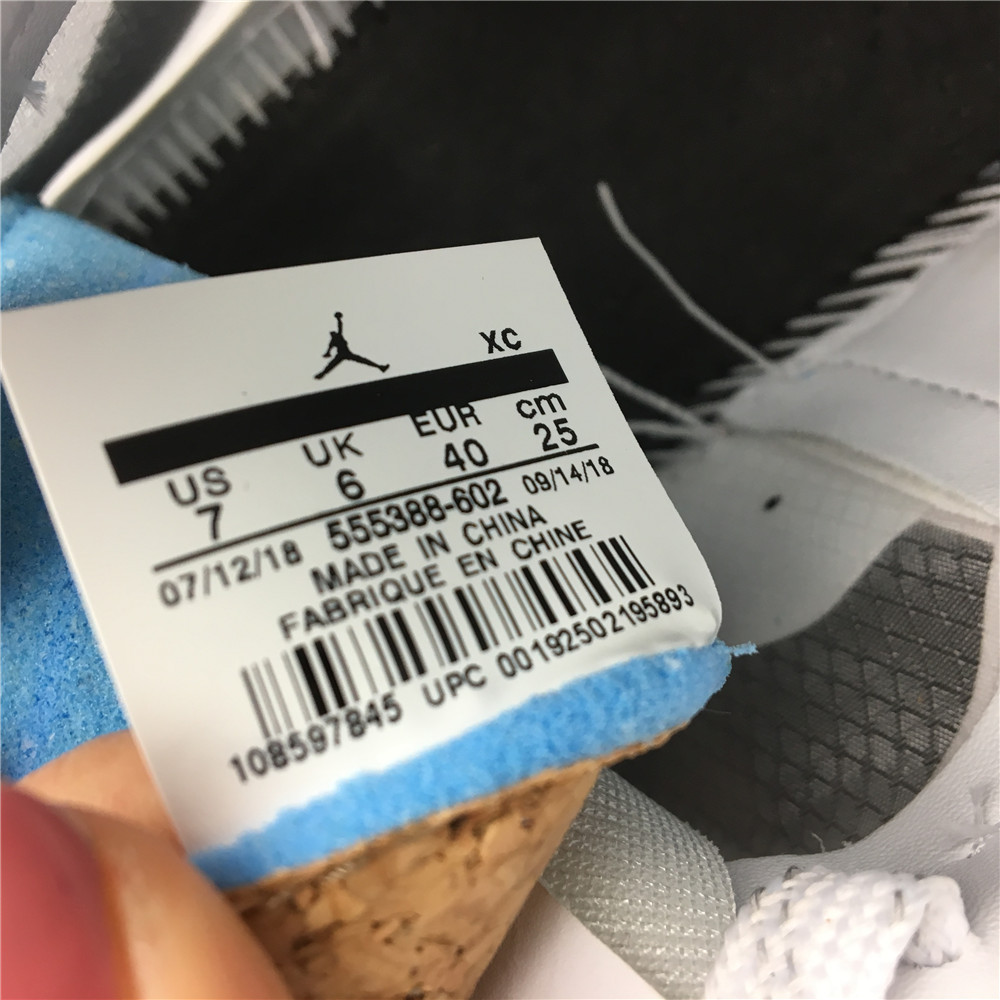 XC
US UK EUR cm
7 6 40 25
07/12/18 555388-602 09/14/18
MADE IN CHINA
FABRIQUE EN CHINE
108597845 UPC 00192502195893